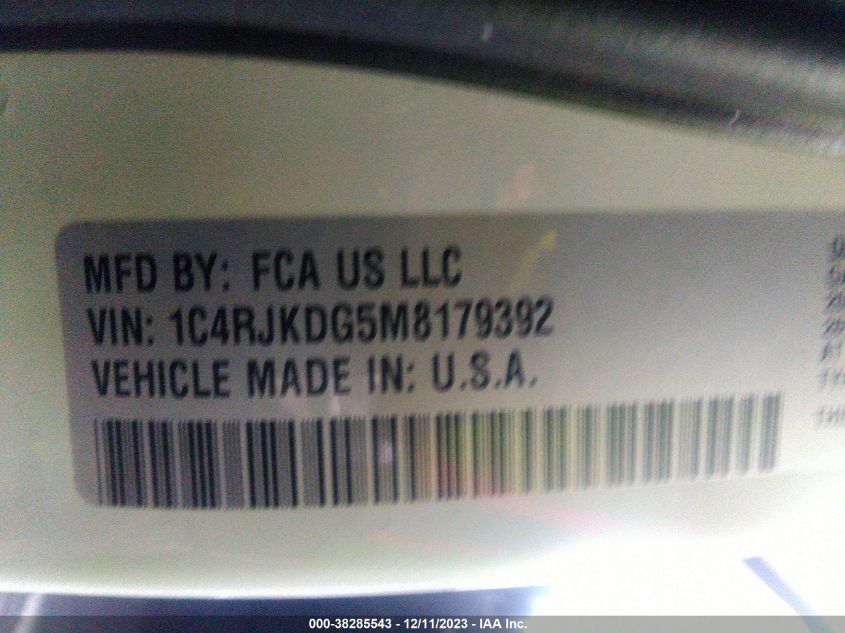 MFD BY: FCA US LLC
VIN: 1C4RJKDG5M8179392
VEHICLE MADE IN: U.S.A.
000-38285543 - 12/11/2023 - IAA Inc.